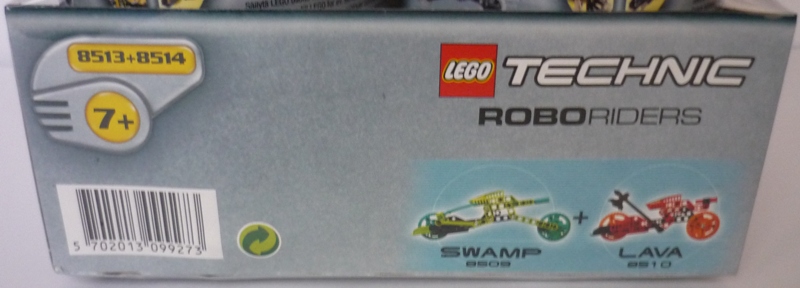 8513+8514
7+
LEGO TECHNIC
ROBORIDERS
SWAMP + LAVA
8509 8510
5 702013 099273